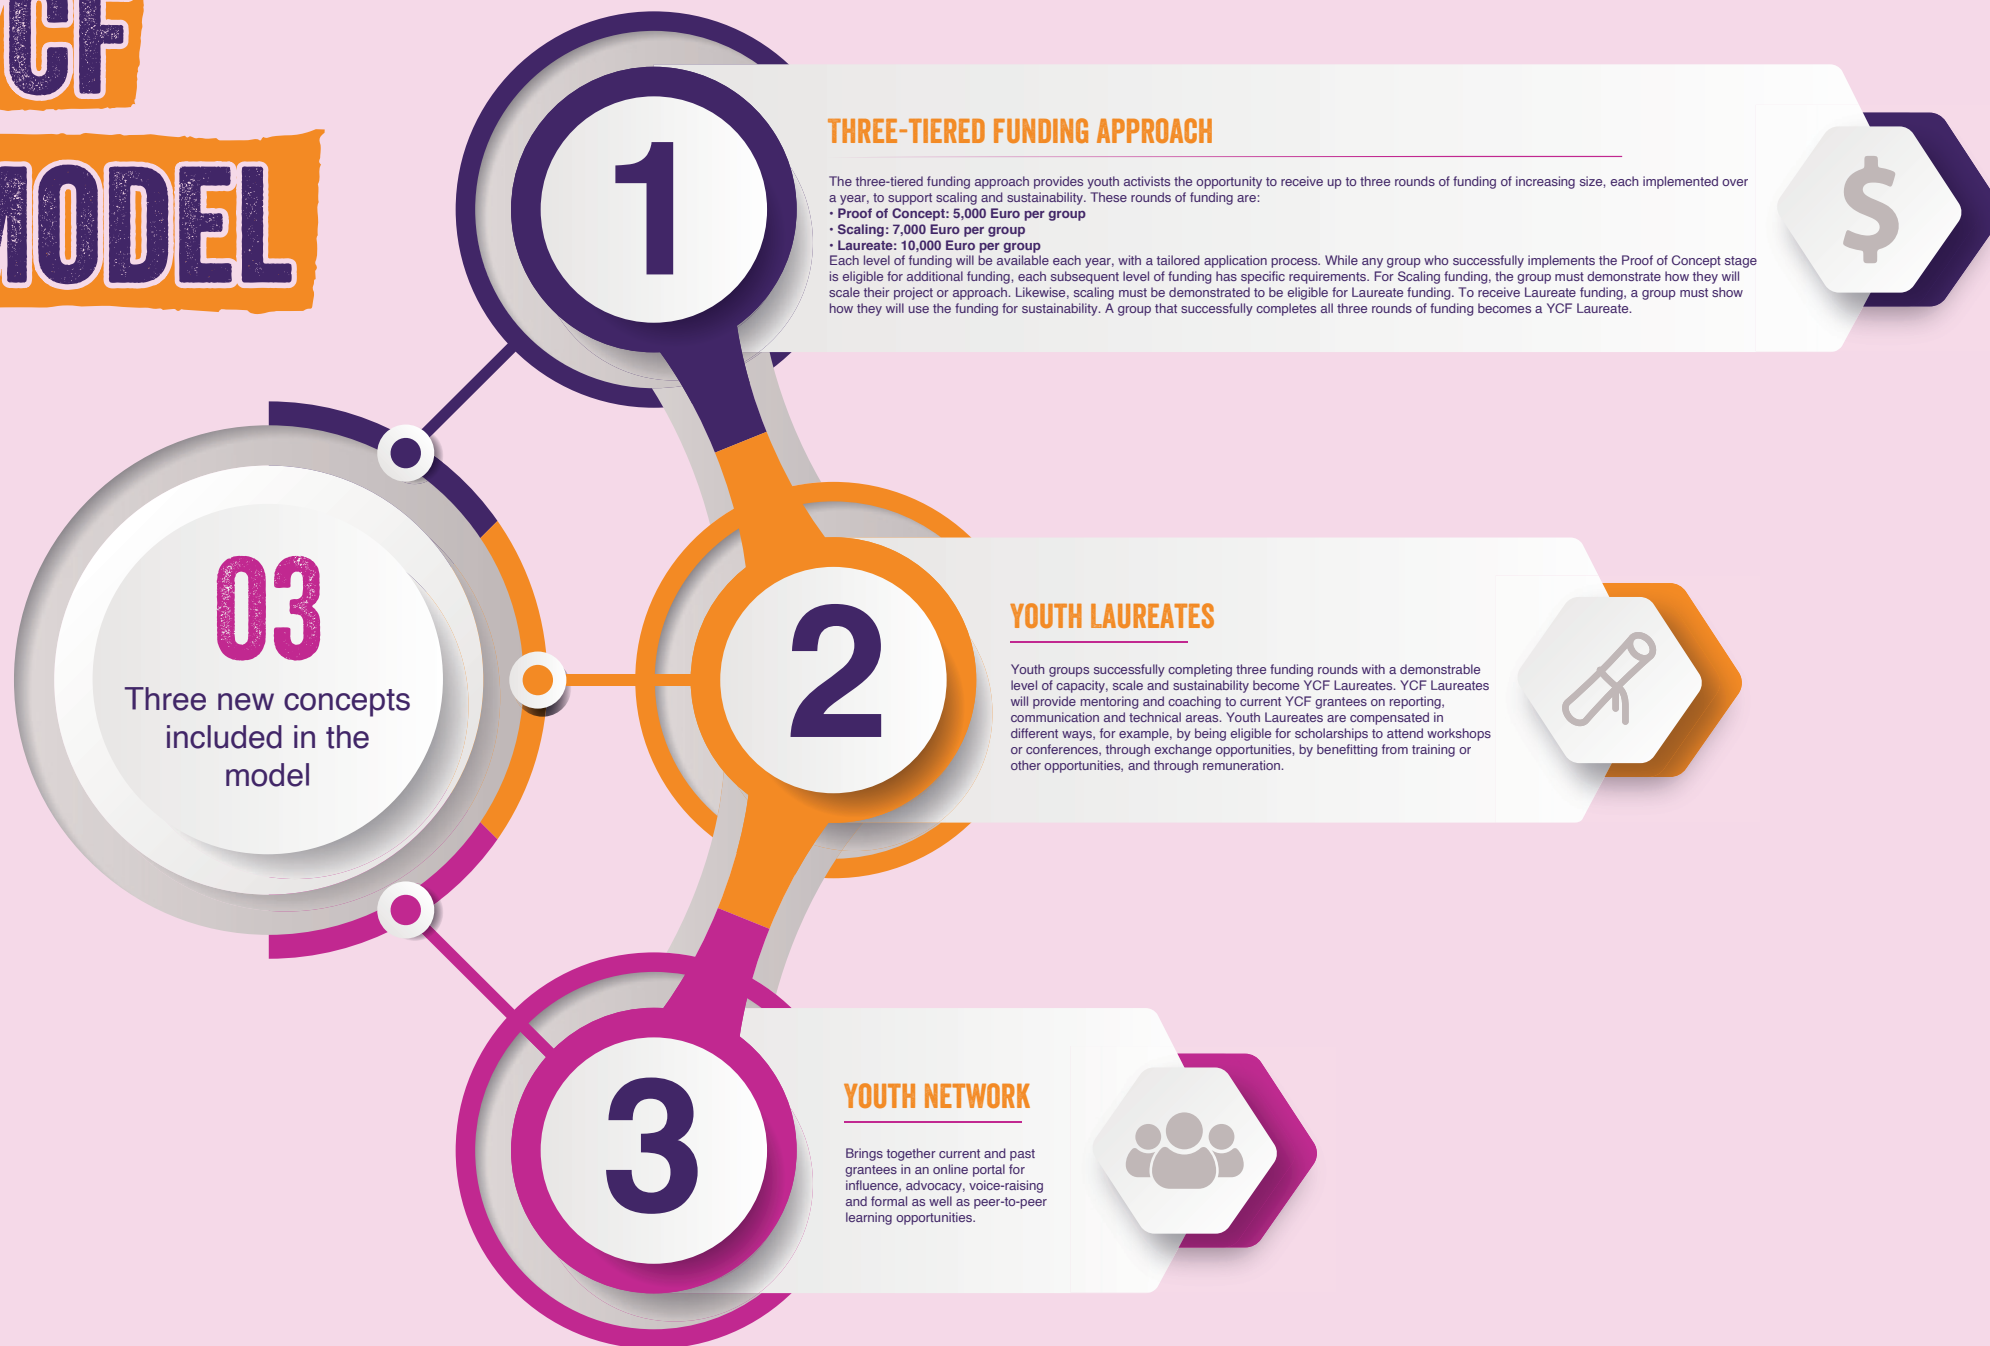 CF
MODEL
1
THREE-TIERED FUNDING APPROACH
The three-tiered funding approach provides youth activists the opportunity to receive up to three rounds of funding of increasing size, each implemented over
a year, to support scaling and sustainability. These rounds of funding are:
• Proof of Concept: 5,000 Euro per group
• Scaling: 7,000 Euro per group
• Laureate: 10,000 Euro per group
Each level of funding will be available each year, with a tailored application process. While any group who successfully implements the Proof of Concept stage
is eligible for additional funding, each subsequent level of funding has specific requirements. For Scaling funding, the group must demonstrate how they will
scale their project or approach. Likewise, scaling must be demonstrated to be eligible for Laureate funding. To receive Laureate funding, a group must show
how they will use the funding for sustainability. A group that successfully completes all three rounds of funding becomes a YCF Laureate.
$
03
Three new concepts
included in the
model
2
YOUTH LAUREATES
Youth groups successfully completing three funding rounds with a demonstrable
level of capacity, scale and sustainability become YCF Laureates. YCF Laureates
will provide mentoring and coaching to current YCF grantees on reporting,
communication and technical areas. Youth Laureates are compensated in
different ways, for example, by being eligible for scholarships to attend workshops
or conferences, through exchange opportunities, by benefitting from training or
other opportunities, and through remuneration.
3
YOUTH NETWORK
Brings together current and past
grantees in an online portal for
influence, advocacy, voice-raising
and formal as well as peer-to-peer
learning opportunities.